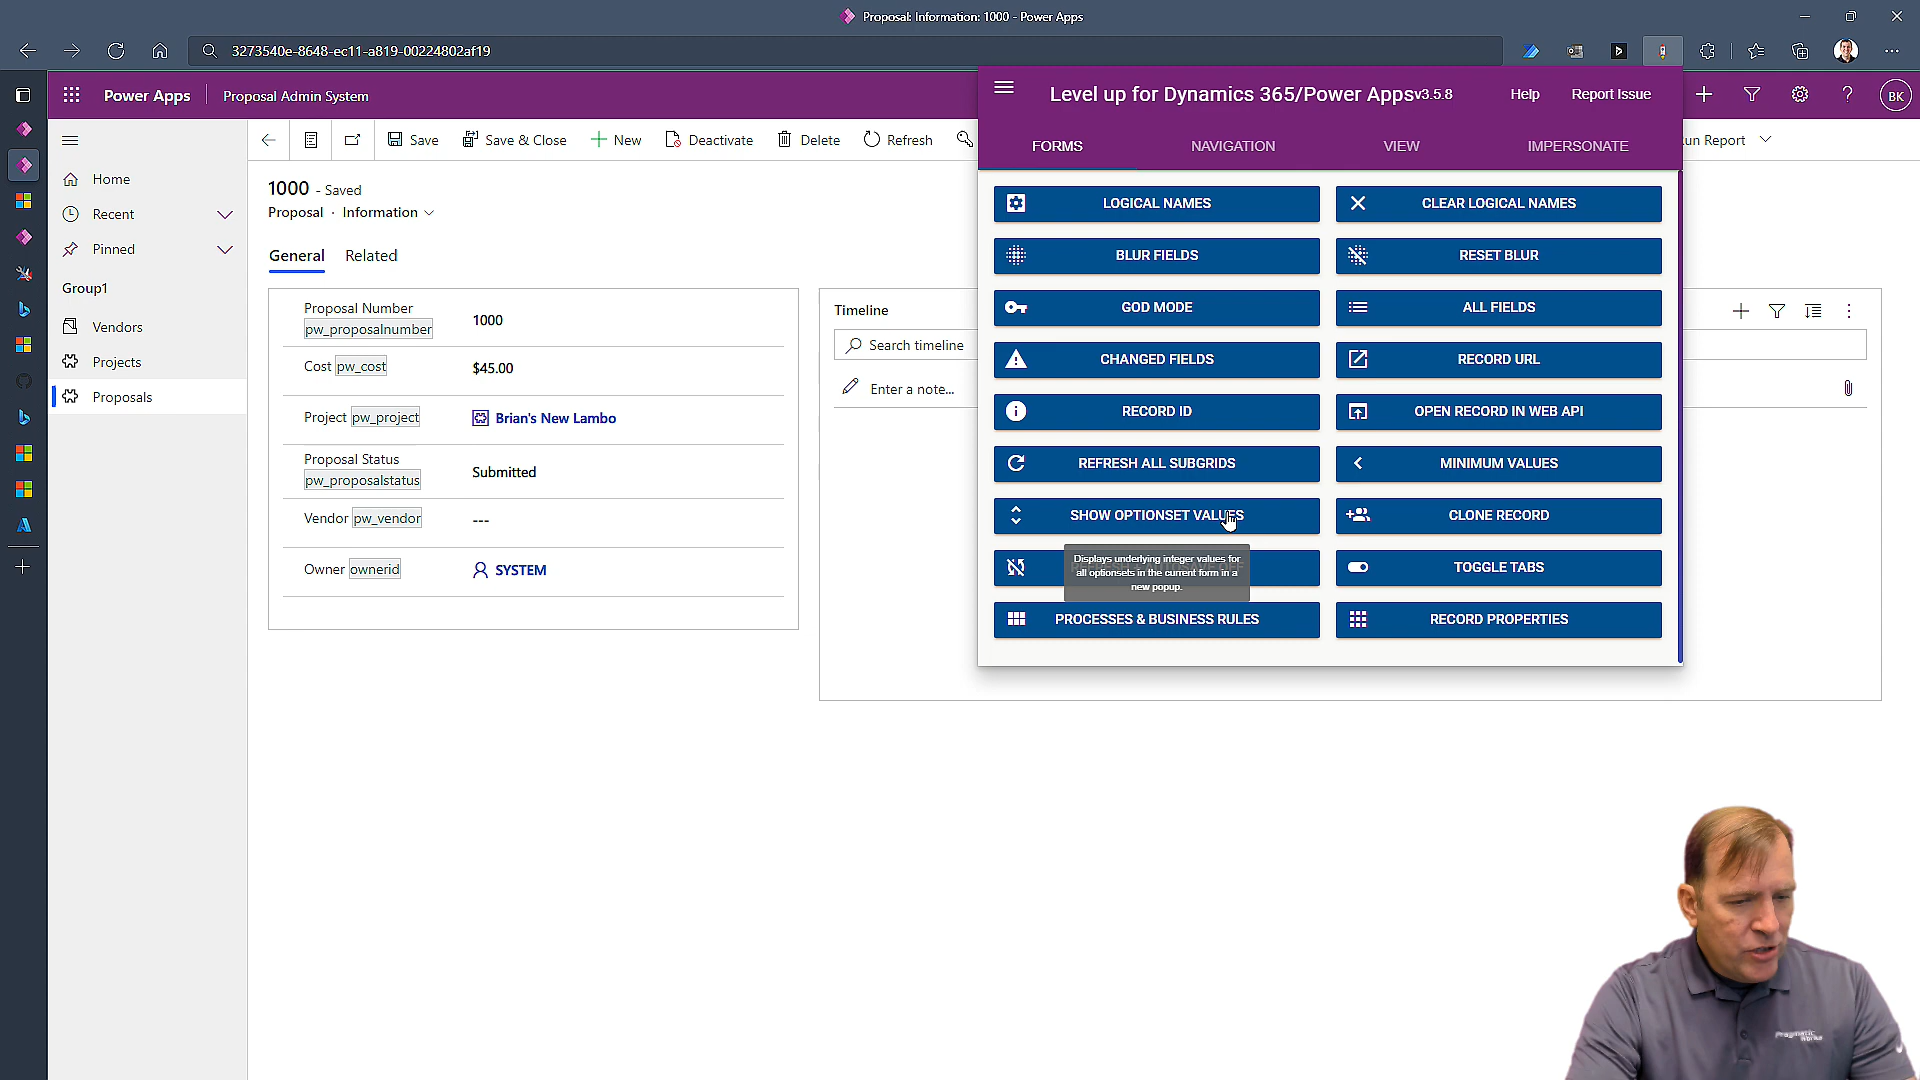 Proposal: Information: 1000 - Power Apps
3273540e-8648-ec11-a819-00224802af19
Power Apps
Proposal Admin System
Level up for Dynamics 365/Power Apps v3.5.8
Help
Report Issue
BK
FORMS
NAVIGATION
VIEW
IMPERSONATE
Save
Save & Close
New
Deactivate
Delete
Refresh
un Report
Home
Recent
Pinned
Group1
Vendors
Projects
Proposals
1000 - Saved
Proposal · Information
General
Related
Proposal Number
pw_proposalnumber
1000
Cost pw_cost
$45.00
Project pw_project
Brian's New Lambo
Proposal Status
pw_proposalstatus
Submitted
Vendor pw_vendor
---
Owner ownerid
SYSTEM
Timeline
Search timeline
Enter a note...
LOGICAL NAMES
CLEAR LOGICAL NAMES
BLUR FIELDS
RESET BLUR
GOD MODE
ALL FIELDS
CHANGED FIELDS
RECORD URL
RECORD ID
OPEN RECORD IN WEB API
REFRESH ALL SUBGRIDS
MINIMUM VALUES
SHOW OPTIONSET VALUES
CLONE RECORD
Displays underlying integer values for
all optionsets in the current form in a
new popup.
TOGGLE TABS
PROCESSES & BUSINESS RULES
RECORD PROPERTIES
Pragmatic
Works